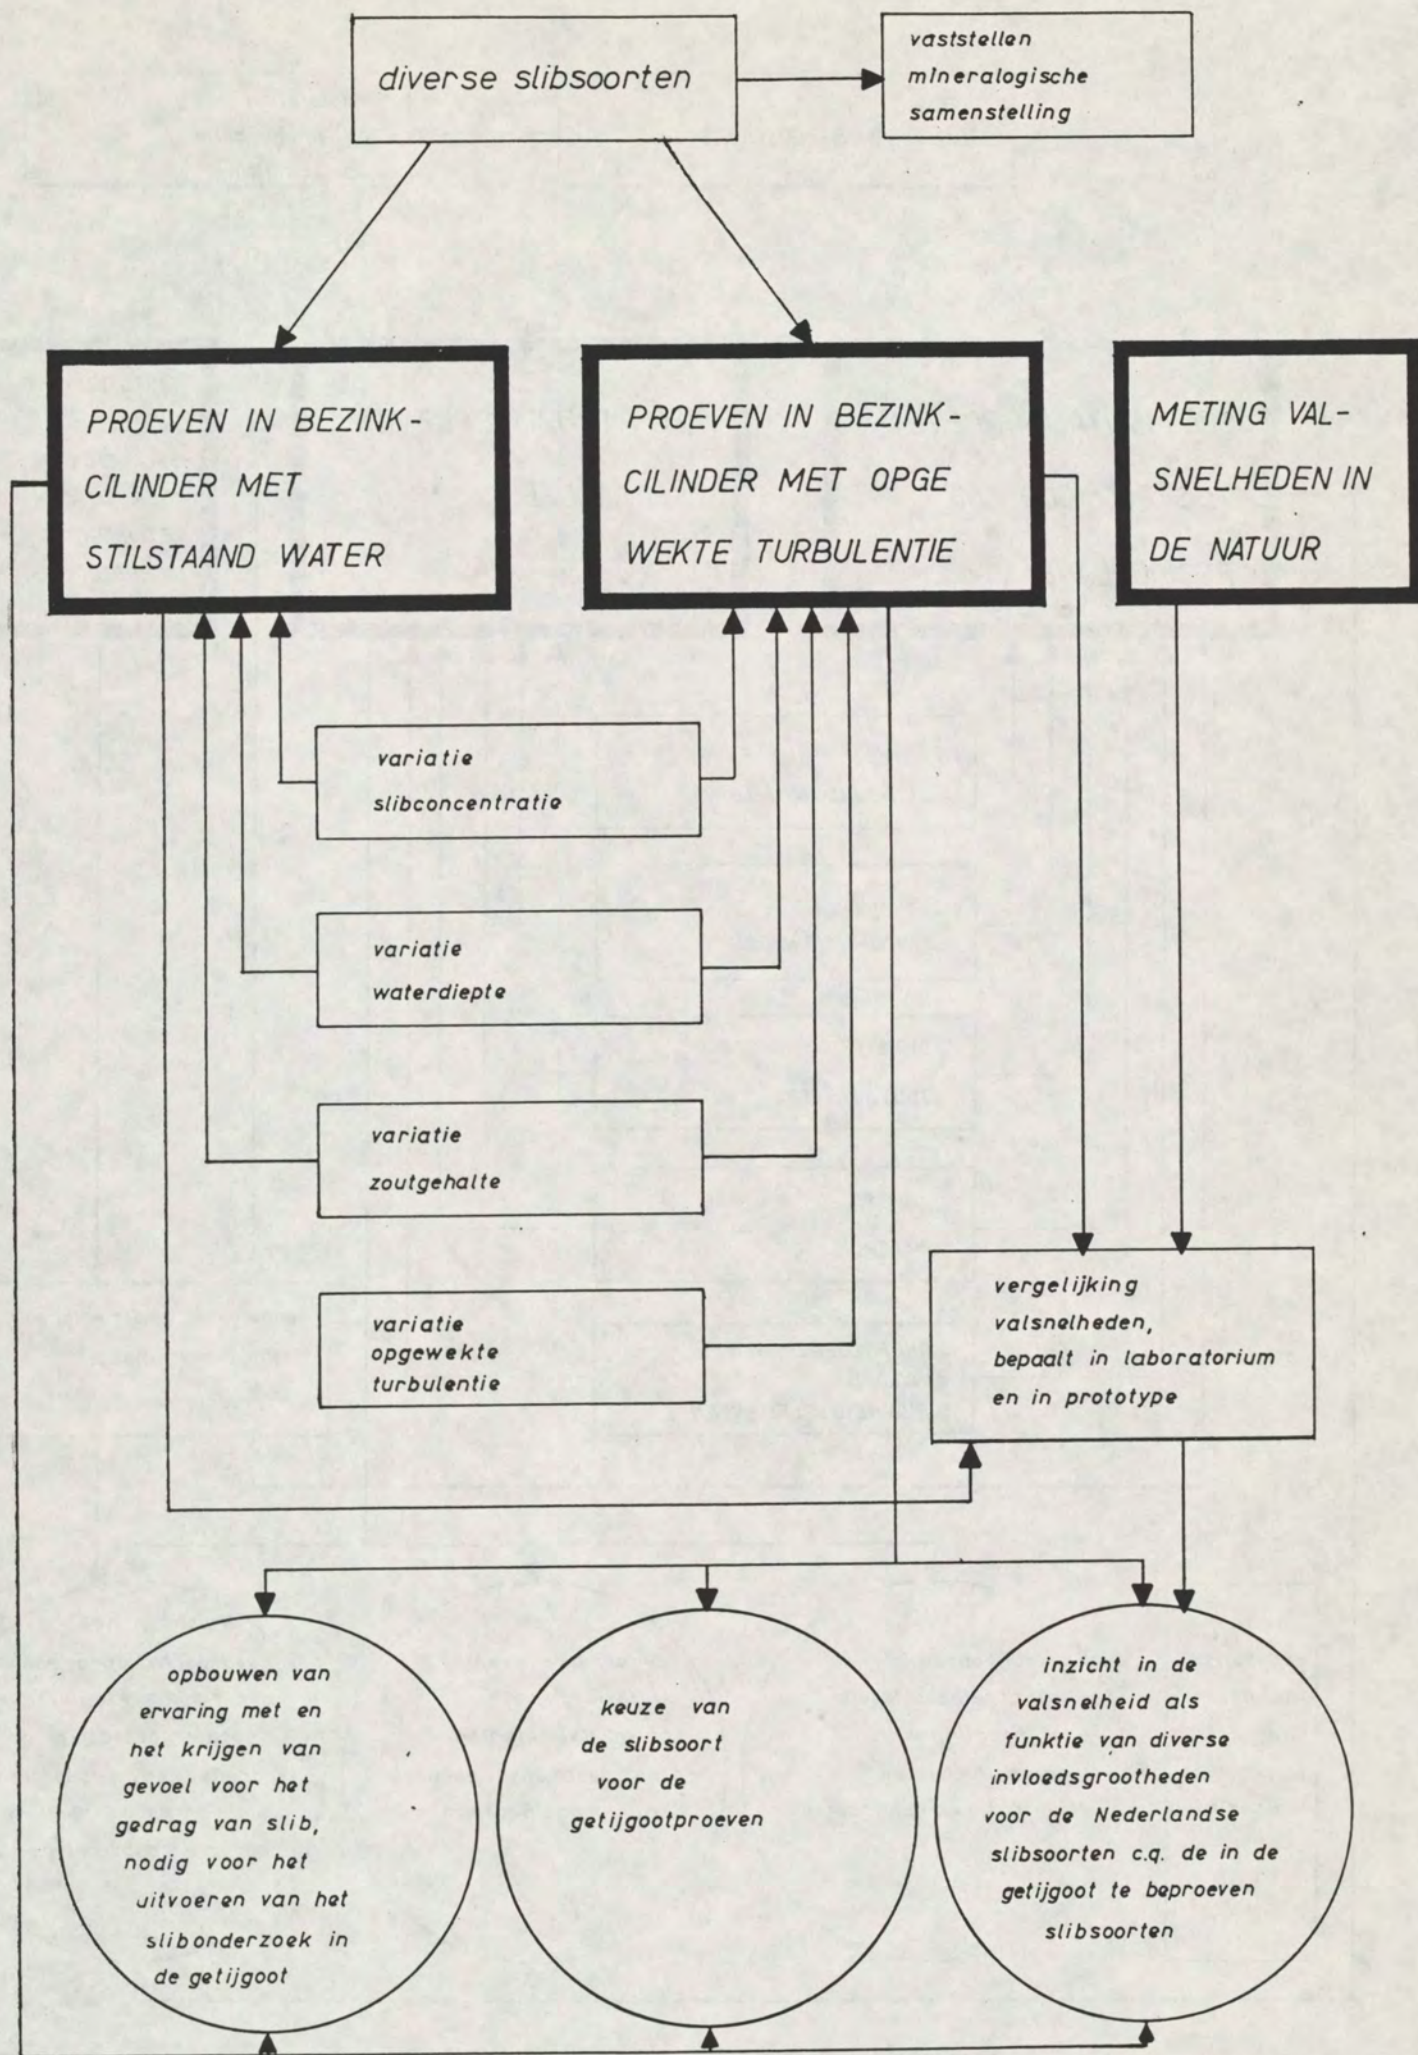 diverse slibsoorten
vaststellen
mineralogische
samenstelling
PROEVEN IN BEZINK-
CILINDER MET
STILSTAAND WATER
PROEVEN IN BEZINK-
CILINDER MET OPGE
WEKTE TURBULENTIE
METING VAL-
SNELHEDEN IN
DE NATUUR
variatie
slibconcentratie
variatie
waterdiepte
variatie
zoutgehalte
variatie
opgewekte
turbulentie
vergelijking
valsnelheden,
bepaalt in laboratorium
en in prototype
opbouwen van
ervaring met en
het krijgen van
gevoel voor het
gedrag van slib,
nodig voor het
uitvoeren van het
slibonderzoek in
de getijgoot
keuze van
de slibsoort
voor de
getijgootproeven
inzicht in de
valsnelheid als
funktie van diverse
invloedsgrootheden
voor de Nederlandse
slibsoorten c.q. de in de
getijgoot te beproeven
slibsoorten